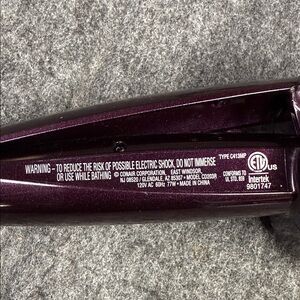 WARNING - TO REDUCE THE RISK OF POSSIBLE ELECTRIC SHOCK, DO NOT IMMERSE
OR USE WHILE BATHING © CONAIR CORPORATION, EAST WINDSOR,
NJ 08520 / GLENDALE, AZ 85307 • MODEL CD203R
120V AC 60Hz 77W • MADE IN CHINA
TYPE C413MP
ETL
US
CONFORMS TO
UL STD. 859
Intertek
9801747